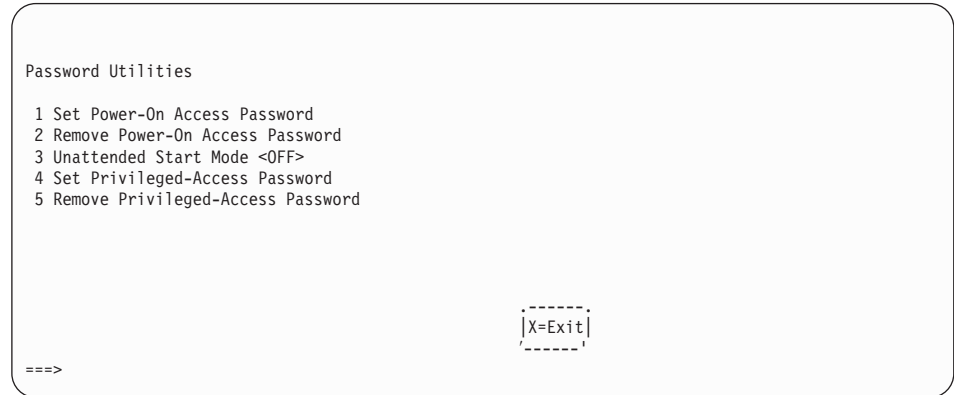 Password Utilities
1 Set Power-On Access Password
2 Remove Power-On Access Password
3 Unattended Start Mode <OFF>
4 Set Privileged-Access Password
5 Remove Privileged-Access Password
.------.
|X=Exit|
'------'
===>